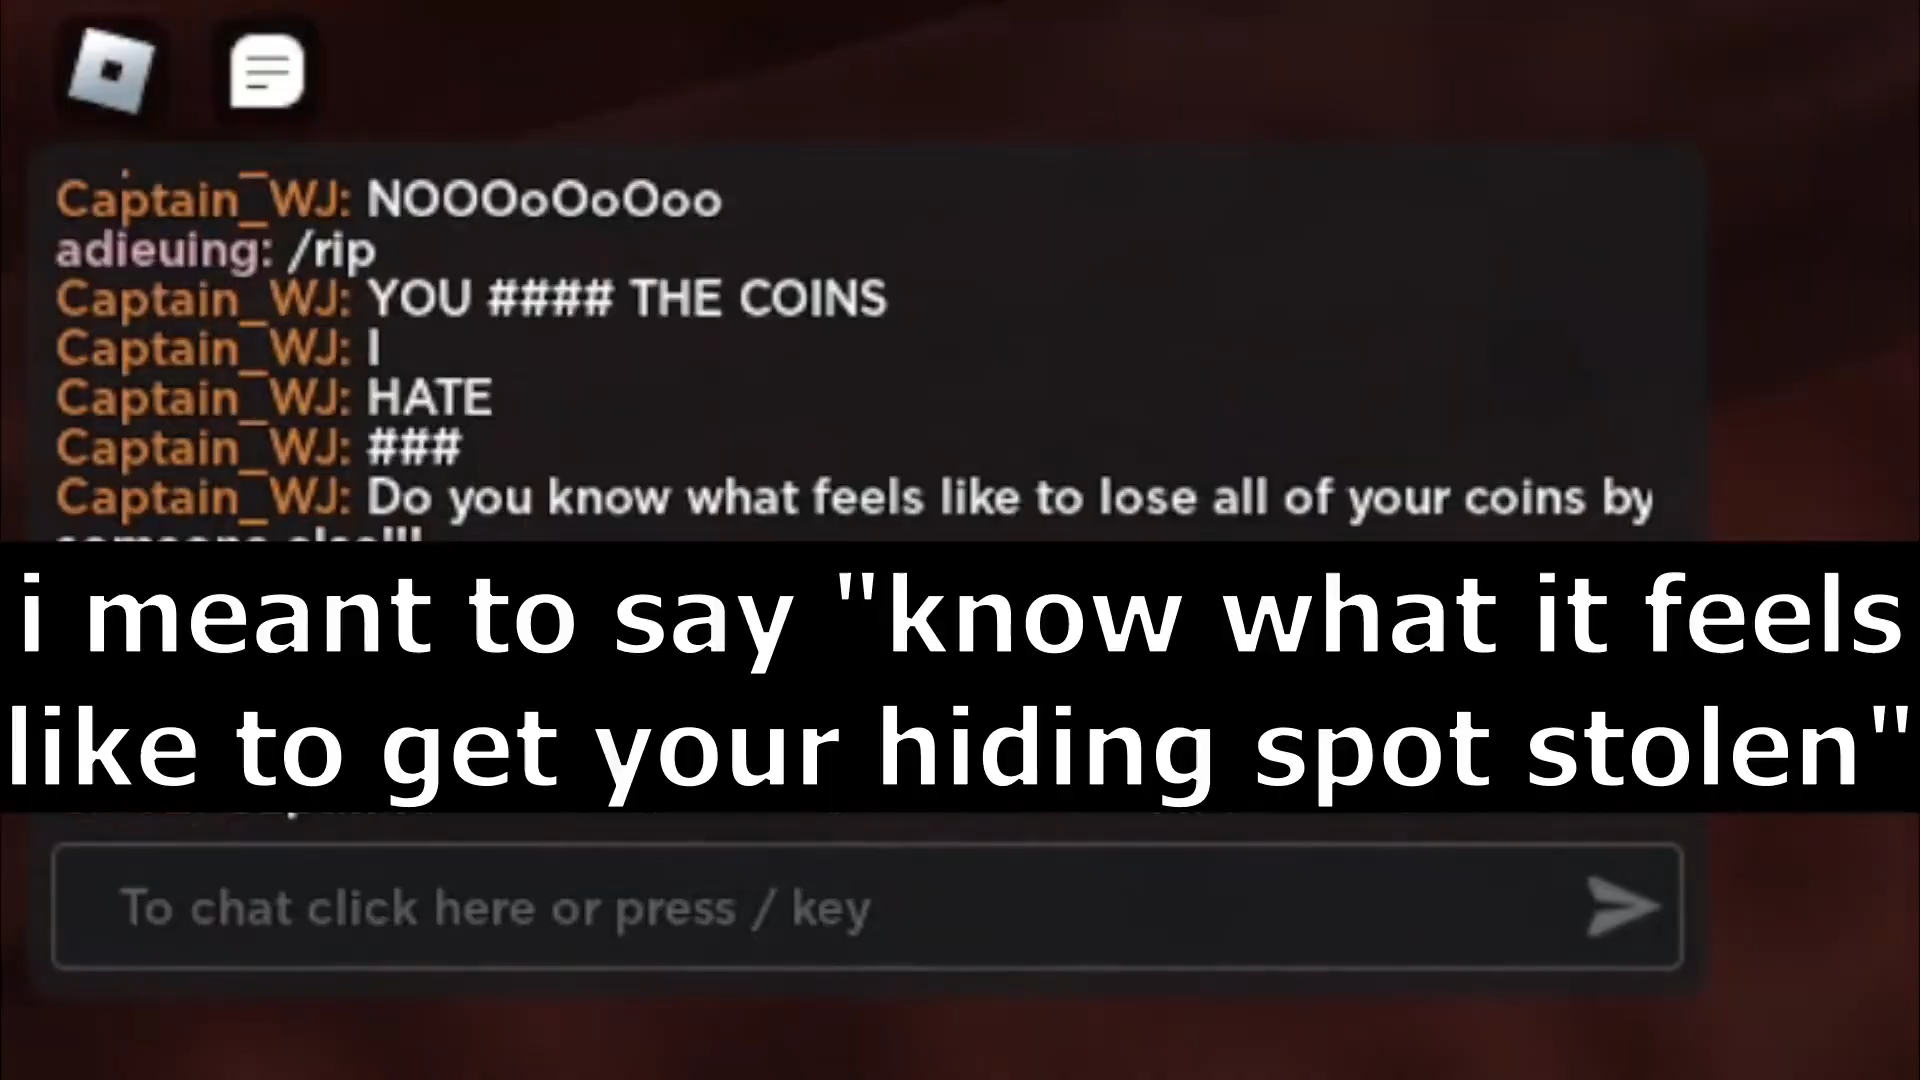 Captain_WJ: NOOOoOoOoo
adieuing: /rip
Captain_WJ: YOU #### THE COINS
Captain_WJ: I
Captain_WJ: HATE
Captain_WJ: ###
Captain_WJ: Do you know what feels like to lose all of your coins by
someone else!!!
i meant to say "know what it feels
like to get your hiding spot stolen"
To chat click here or press / key